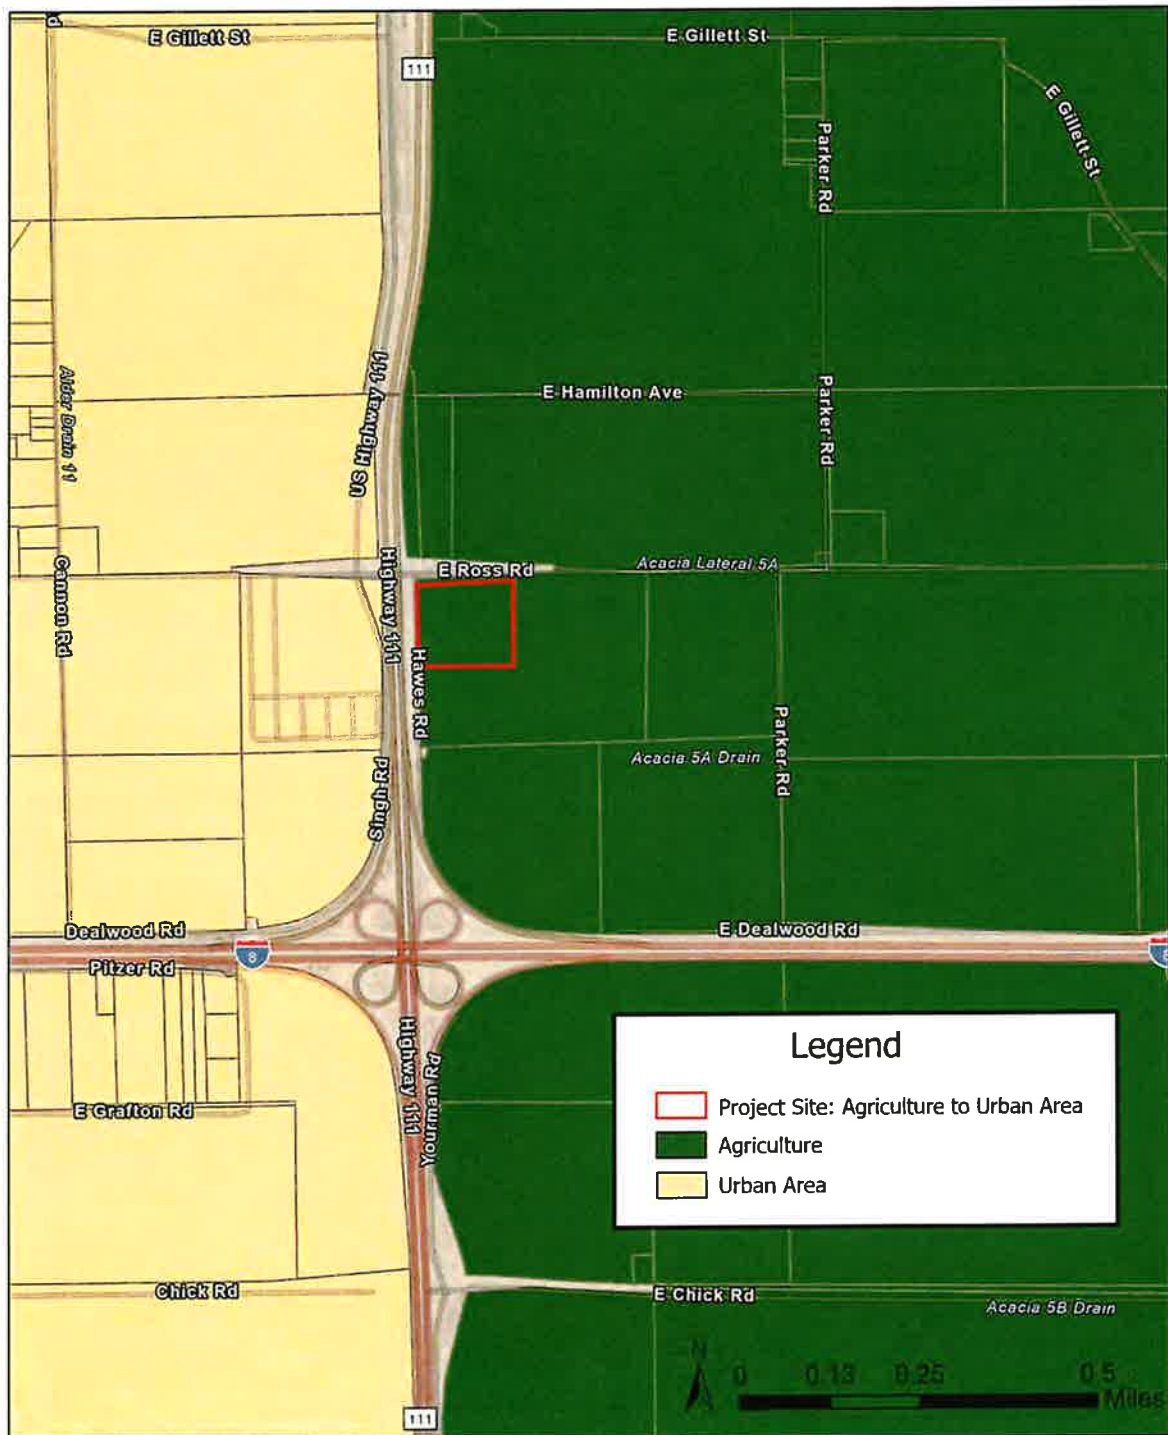 E Gillett St
E Gillett St
111
E Gillett St
Parker Rd
US Highway 111
E Hamilton Ave
Parker Rd
Alder Drain 11
Cannon Rd
Highway 111
E Ross Rd
Acacia Lateral 5A
Hawes Rd
Parker Rd
Acacia 5A Drain
Singh Rd
Dealwood Rd
E Dealwood Rd
8
8
Pitzer Rd
Highway 111
Yourman Rd
E Grafton Rd
Legend
Project Site: Agriculture to Urban Area
Agriculture
Urban Area
Chick Rd
E Chick Rd
Acacia 5B Drain
N
0 0.13 0.25 0.5
Miles
111